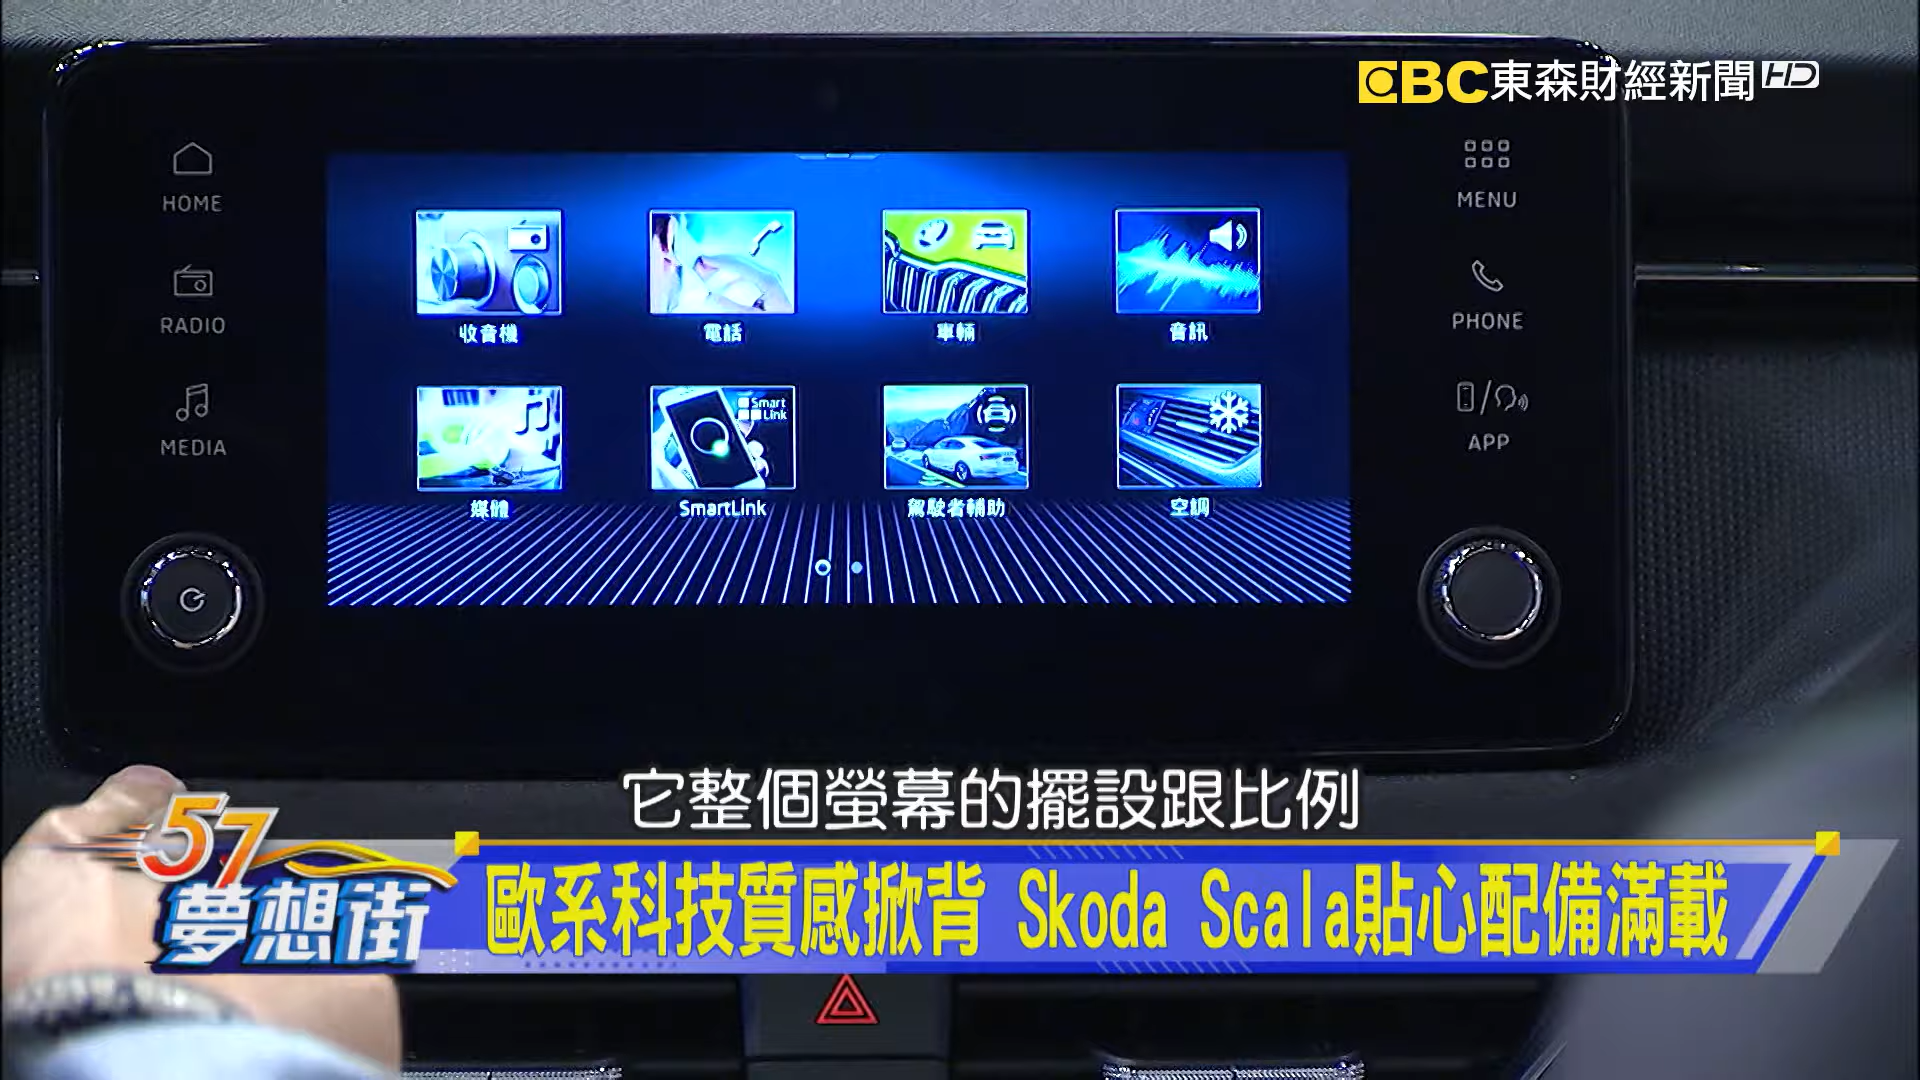 EBC東森財經新聞HD
HOME
MENU
RADIO
PHONE
MEDIA
APP
收音機
電話
車輛
音訊
Smart
Link
媒體
SmartLink
駕駛者輔助
空調
它整個螢幕的擺設跟比例
57
夢想街
歐系科技質感掀背 Skoda Scala貼心配備滿載